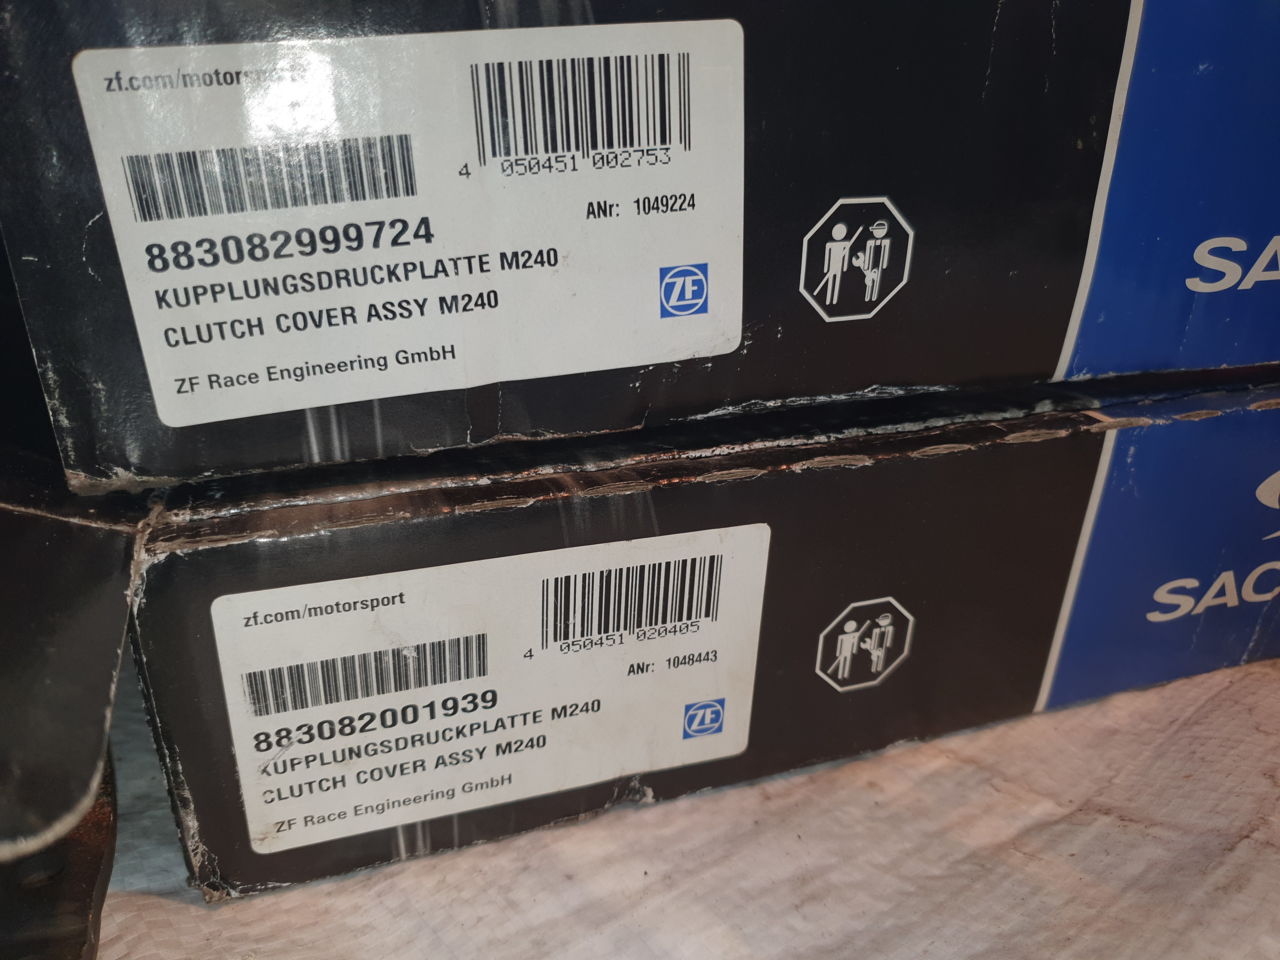 zf.com/motorsport
4 050451 002753
ANr: 1049224
883082999724
KUPPLUNGSDRUCKPLATTE M240
CLUTCH COVER ASSY M240
ZF
ZF Race Engineering GmbH
SA
zf.com/motorsport
4 050451 020405
ANr: 1048443
883082001939
KUPPLUNGSDRUCKPLATTE M240
CLUTCH COVER ASSY M240
ZF
ZF Race Engineering GmbH
SAC